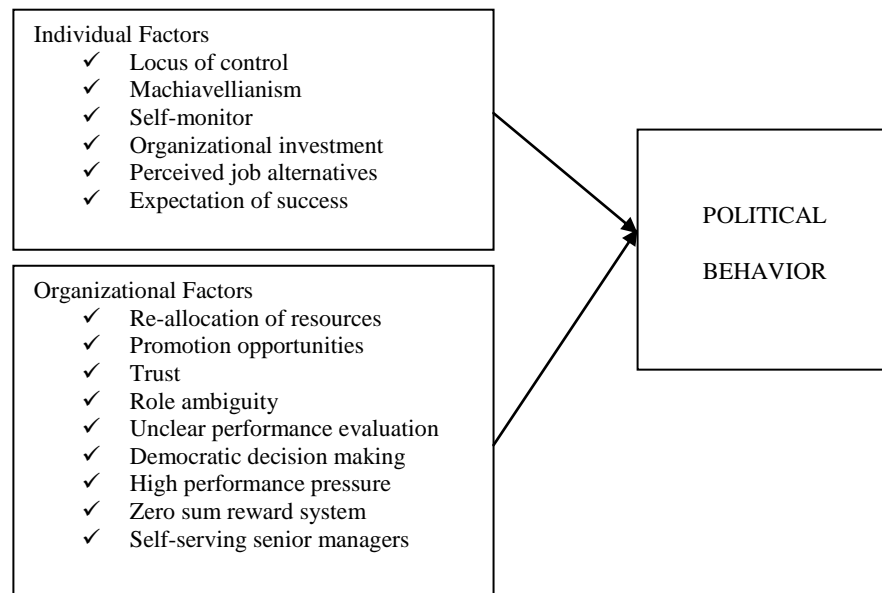 Individual Factors
✓ Locus of control
✓ Machiavellianism
✓ Self-monitor
✓ Organizational investment
✓ Perceived job alternatives
✓ Expectation of success
Organizational Factors
✓ Re-allocation of resources
✓ Promotion opportunities
✓ Trust
✓ Role ambiguity
✓ Unclear performance evaluation
✓ Democratic decision making
✓ High performance pressure
✓ Zero sum reward system
✓ Self-serving senior managers
POLITICAL
BEHAVIOR